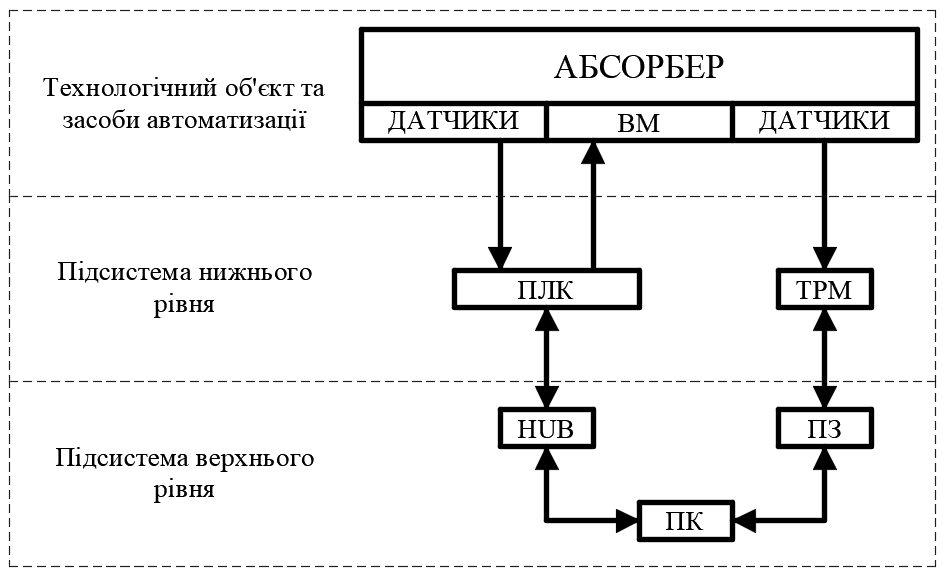 Технологічний об'єкт та
засоби автоматизації
АБСОРБЕР
ДАТЧИКИ
ВМ
ДАТЧИКИ
Підсистема нижнього
рівня
ПЛК
ТРМ
Підсистема верхнього
рівня
HUB
ПЗ
ПК